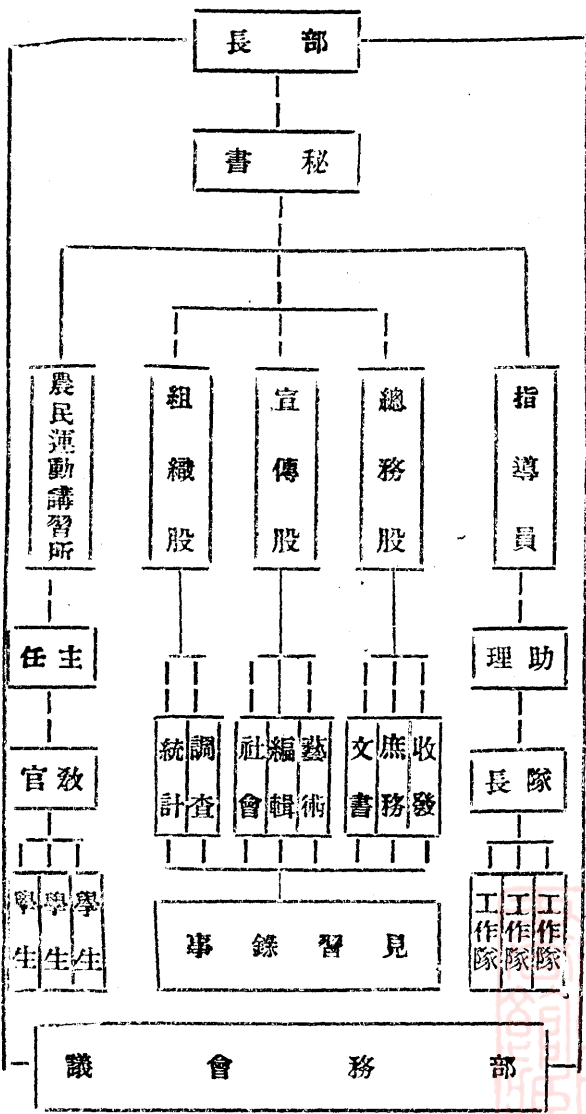 部長
秘書
指導員
總務股
宣傳股
組織股
農民運動講習所
助理
主任
隊長
收發
庶務
文書
藝術
編輯
社會
調查
統計
教官
工作隊
工作隊
工作隊
見習錄事
學生
學生
學生
部務會議